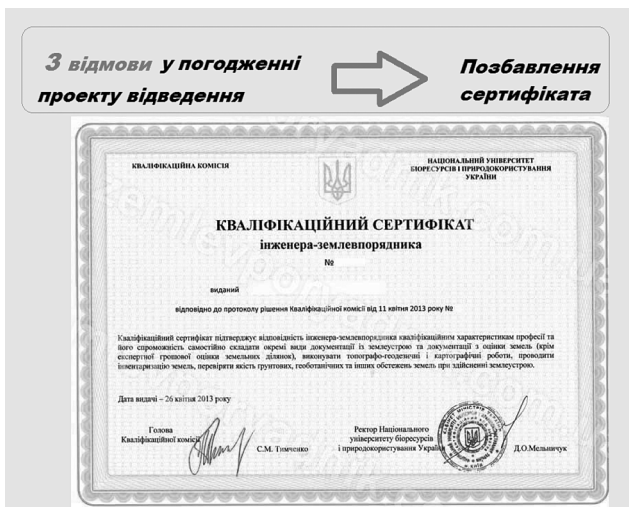 3 відмови у погодженні
проекту відведення
Позбавлення
сертифіката
КВАЛІФІКАЦІЙНА КОМІСІЯ
НАЦІОНАЛЬНИЙ УНІВЕРСИТЕТ
БІОРЕСУРСІВ І ПРИРОДОКОРИСТУВАННЯ
УКРАЇНИ
КВАЛІФІКАЦІЙНИЙ СЕРТИФІКАТ
інженера-землевпорядника
№
виданий
відповідно до протоколу рішення Кваліфікаційної комісії від 11 квітня 2013 року №
Кваліфікаційний сертифікат підтверджує відповідність інженера-землевпорядника кваліфікаційним характеристикам професії та
його спроможність самостійно складати окремі види документації із землеустрою та документації з оцінки земель (крім
експертної грошової оцінки земельних ділянок), виконувати топографо-геодезичні і картографічні роботи, проводити
інвентаризацію земель, перевіряти якість ґрунтових, геоботанічних та інших обстежень земель при здійсненні землеустрою.
Дата видачі – 26 квітня 2013 року
Голова
Кваліфікаційної комісії
С.М. Тимченко
Ректор Національного
університету біоресурсів
і природокористування України
Д.О.Мельничук